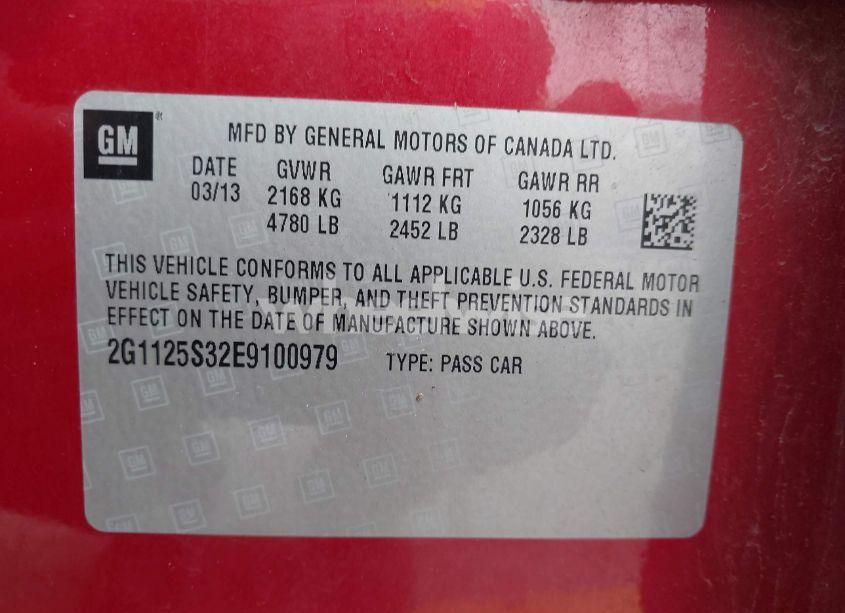 GM ®
MFD BY GENERAL MOTORS OF CANADA LTD.
DATE GVWR GAWR FRT GAWR RR
03/13 2168 KG 1112 KG 1056 KG
4780 LB 2452 LB 2328 LB
THIS VEHICLE CONFORMS TO ALL APPLICABLE U.S. FEDERAL MOTOR
VEHICLE SAFETY, BUMPER, AND THEFT PREVENTION STANDARDS IN
EFFECT ON THE DATE OF MANUFACTURE SHOWN ABOVE.
2G1125S32E9100979 TYPE: PASS CAR